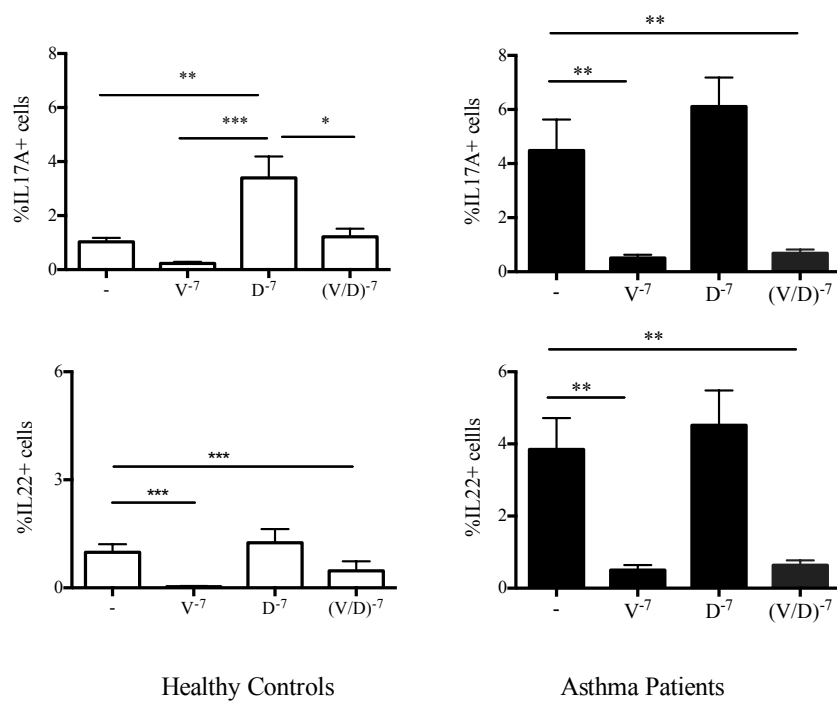 **
8
6
4
2
0
%IL17A+ cells
**
***
*
-
V-7
D-7
(V/D)-7
8
6
4
2
0
%IL17A+ cells
**
-
V-7
D-7
(V/D)-7
6
3
0
%IL22+ cellls
***
***
-
V-7
D-7
(V/D)-7
**
6
4
2
0
%IL22+ cellls
**
-
V-7
D-7
(V/D)-7
Healthy Controls
Asthma Patients